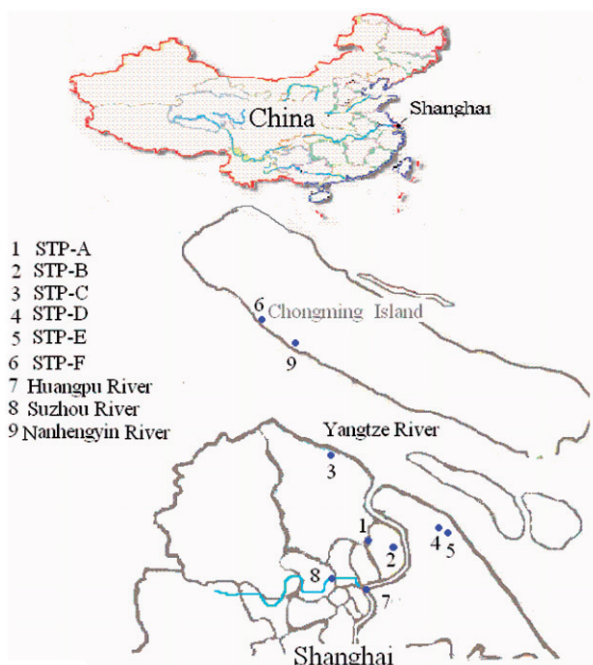 China
Shanghai
1 STP-A
2 STP-B
3 STP-C
4 STP-D
5 STP-E
6 STP-F
7 Huangpu River
8 Suzhou River
9 Nanhengyin River
6
Chongming Island
9
Yangtze River
3
1
2
4
5
8
7
Shanghai